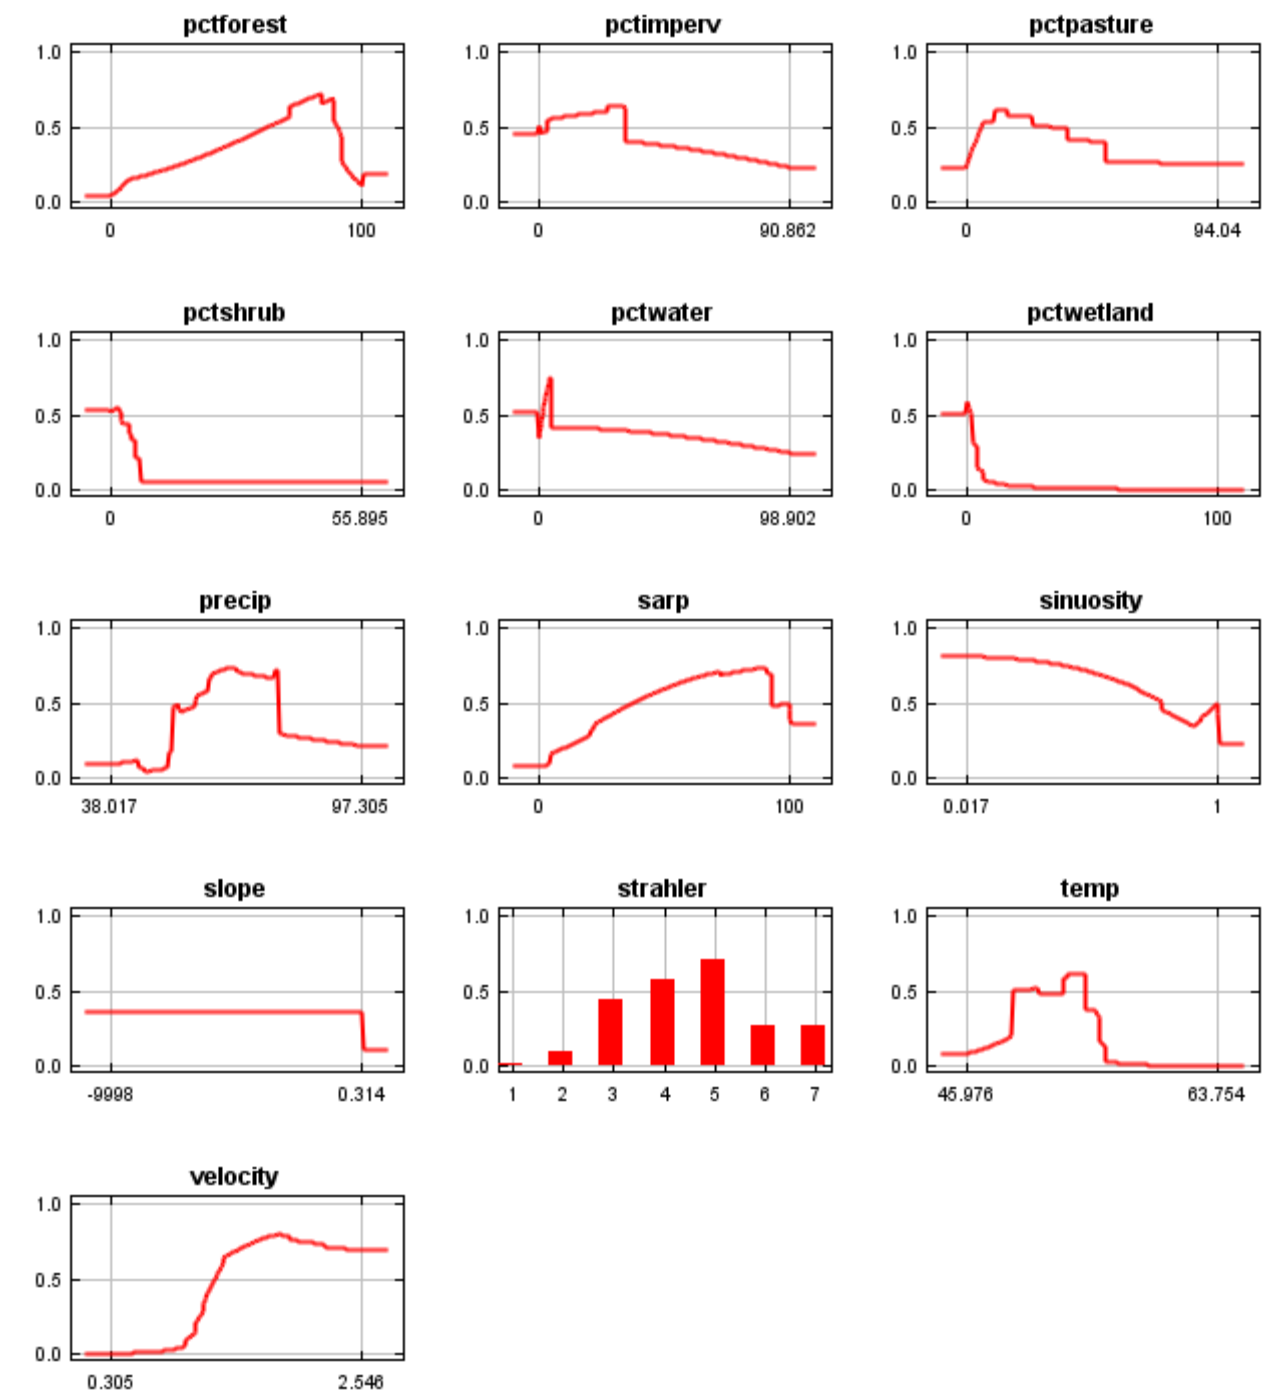 pctforest pctimperv pctpasture
1.0 1.0 1.0
0.5 0.5 0.5
0.0 0.0 0.0
0 100 0 90.862 0 94.04
pctshrub pctwater pctwetland
1.0 1.0 1.0
0.5 0.5 0.5
0.0 0.0 0.0
0 55.895 0 98.902 0 100
precip sarp sinuosity
1.0 1.0 1.0
0.5 0.5 0.5
0.0 0.0 0.0
38.017 97.305 0 100 0.017 1
slope strahler temp
1.0 1.0 1.0
0.5 0.5 0.5
0.0 0.0 0.0
-9998 0.314 1 2 3 4 5 6 7 45.976 63.754
velocity
1.0
0.5
0.0
0.305 2.546